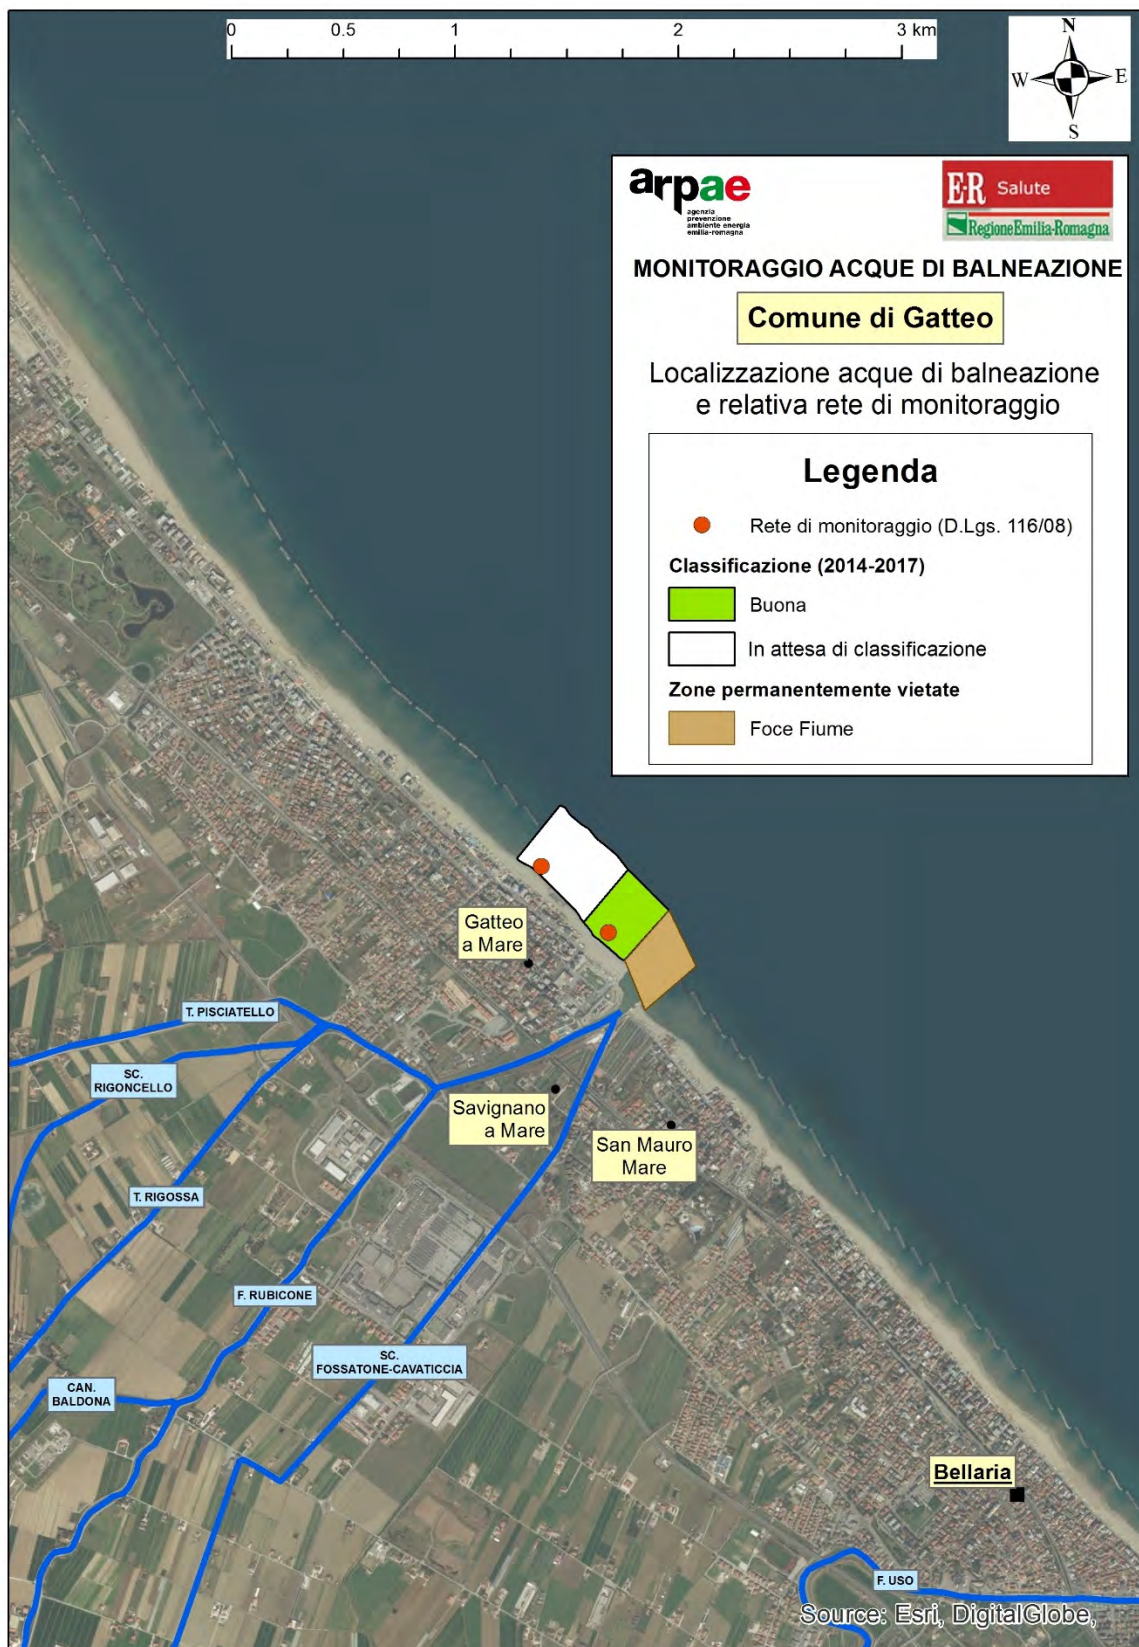 0 0.5 1 2 3 km
N
W E
S
arpae
agenzia
prevenzione
ambiente energia
emilia-romagna
E-R Salute
RegioneEmilia-Romagna
MONITORAGGIO ACQUE DI BALNEAZIONE
Comune di Gatteo
Localizzazione acque di balneazione
e relativa rete di monitoraggio
Legenda
Rete di monitoraggio (D.Lgs. 116/08)
Classificazione (2014-2017)
Buona
In attesa di classificazione
Zone permanentemente vietate
Foce Fiume
Gatteo
a Mare
T. PISCIATELLO
SC.
RIGONCELLO
Savignano
a Mare
San Mauro
Mare
T. RIGOSSA
F. RUBICONE
SC.
FOSSATONE-CAVATICCIA
CAN.
BALDONA
Bellaria
F. USO
Source: Esri, DigitalGlobe,